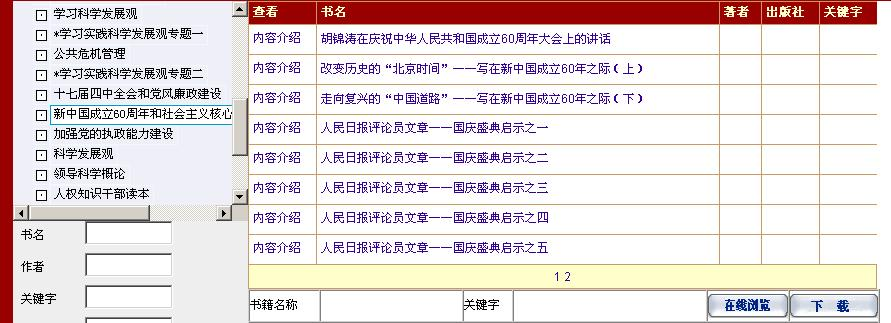 学习科学发展观
*学习实践科学发展观专题一
公共危机管理
*学习实践科学发展观专题二
十七届四中全会和党风廉政建设
新中国成立60周年和社会主义核心
加强党的执政能力建设
科学发展观
领导科学概论
人权知识干部读本
书名
作者
关键字
查看 书名 著者 出版社 关键字
内容介绍 胡锦涛在庆祝中华人民共和国成立60周年大会上的讲话
内容介绍 改变历史的“北京时间”——写在新中国成立60年之际（上）
内容介绍 走向复兴的“中国道路”——写在新中国成立60年之际（下）
内容介绍 人民日报评论员文章——国庆盛典启示之一
内容介绍 人民日报评论员文章——国庆盛典启示之二
内容介绍 人民日报评论员文章——国庆盛典启示之三
内容介绍 人民日报评论员文章——国庆盛典启示之四
内容介绍 人民日报评论员文章——国庆盛典启示之五
1 2
书籍名称 关键字 在线浏览 下 载